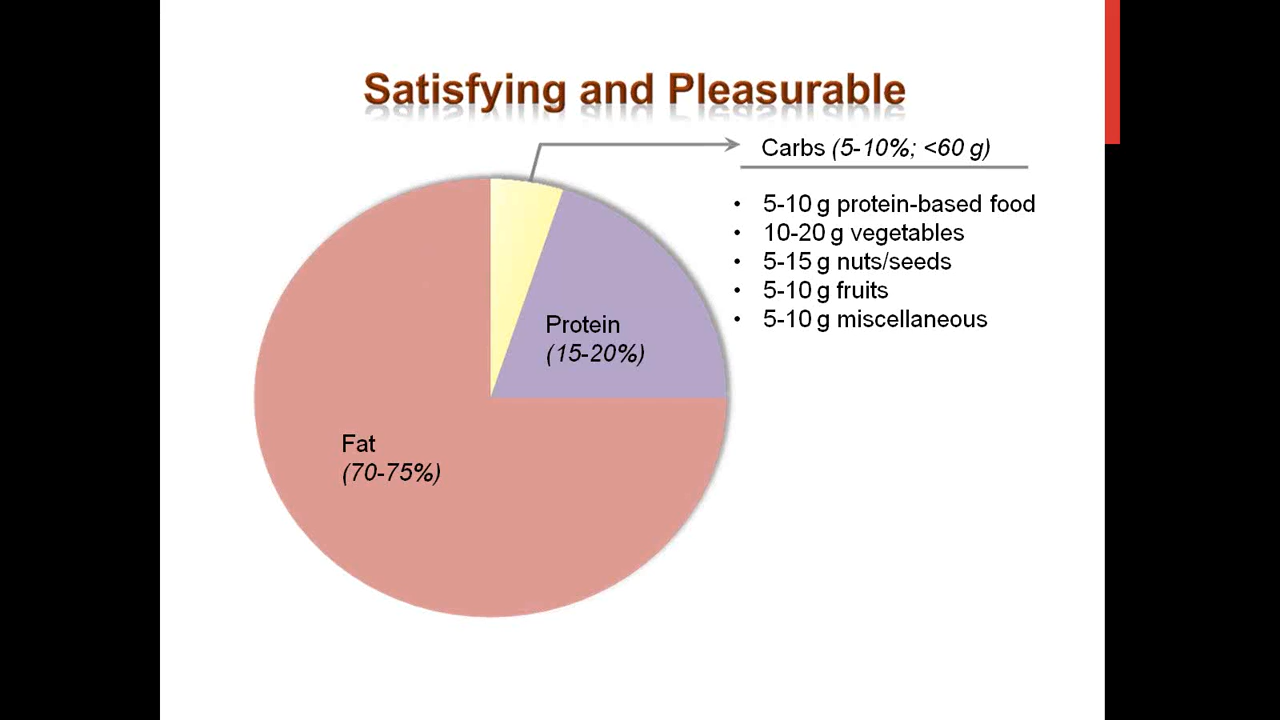 Satisfying and Pleasurable
Carbs (5-10%; <60 g)
• 5-10 g protein-based food
• 10-20 g vegetables
• 5-15 g nuts/seeds
• 5-10 g fruits
• 5-10 g miscellaneous
Protein
(15-20%)
Fat
(70-75%)